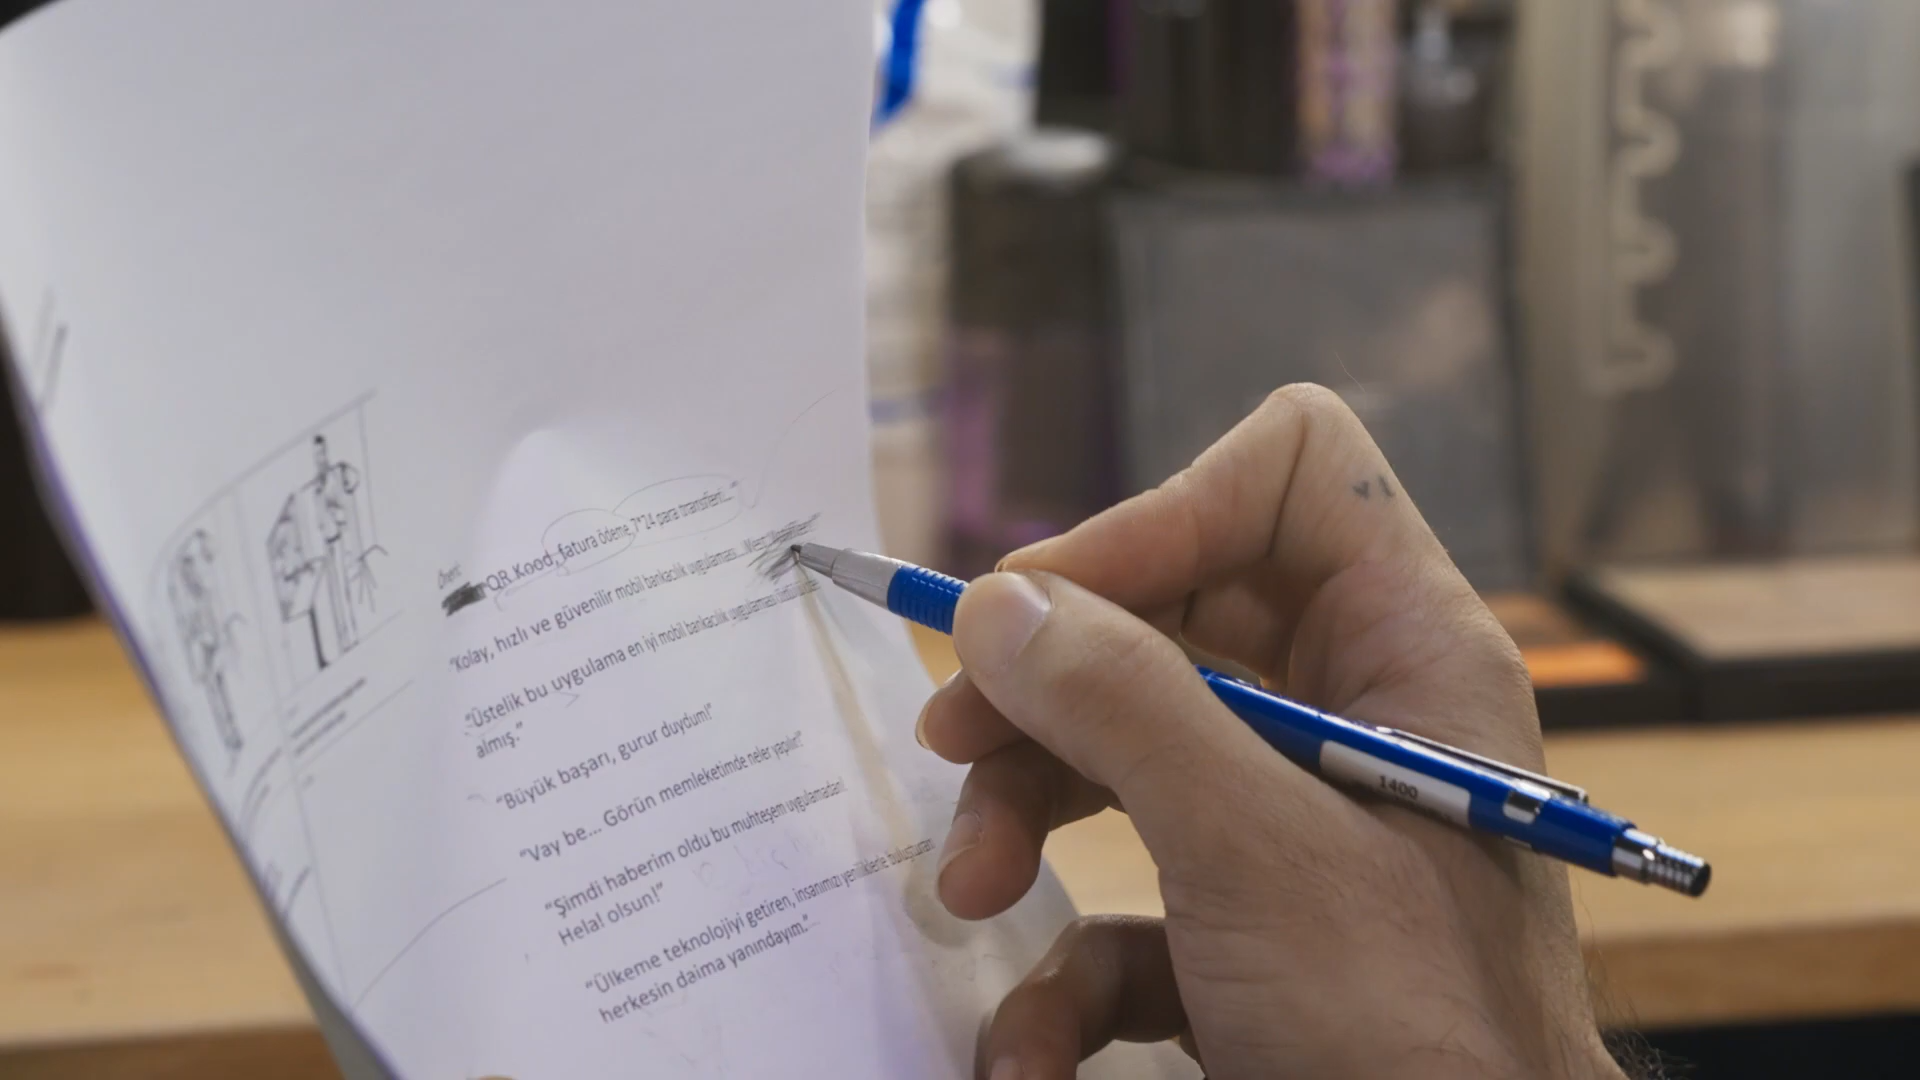 Öneri:
QR Kood, fatura ödeme, 7*24 para transferi..."
"Kolay, hızlı ve güvenilir mobil bankacılık uygulaması
"Üstelik bu uygulama en iyi mobil bankacılık uygulaması
almış."
"Büyük başarı, gurur duydum!"
"Vay be... Görün memleketimde neler yapılır!"
"Şimdi haberim oldu bu muhteşem uygulamadan!
Helal olsun!"
"Ülkeme teknolojiyi getiren, insanımızı yeniliklerle buluşturan
herkesin daima yanındayım."
1400